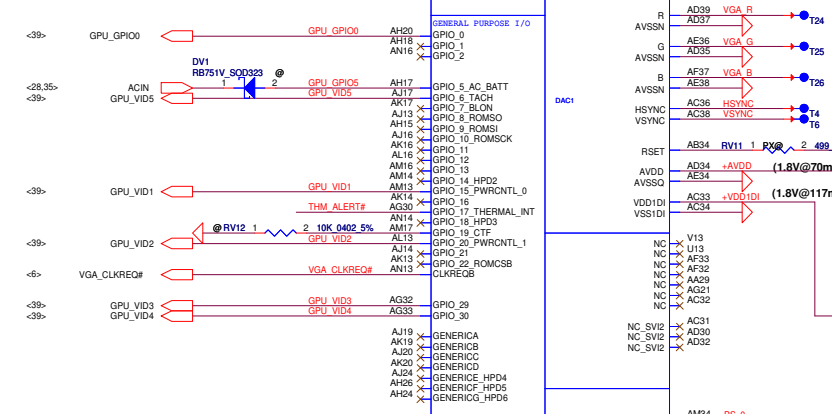 GENERAL PURPOSE I/O
<39> GPU_GPIO0 GPU_GPIO0 AH20 GPIO_0
AH18 GPIO_1
AN16 GPIO_2
DV1
RB751V_SOD323 @
<28,35> ACIN 1 2 GPU_GPIO5 AH17 GPIO_5_AC_BATT
<39> GPU_VID5 GPU_VID5 AJ17 GPIO_6_TACH
AK17 GPIO_7_BLON
AJ13 GPIO_8_ROMSO
AH15 GPIO_9_ROMSI
AJ16 GPIO_10_ROMSCK
AK16 GPIO_11
AL16 GPIO_12
AM16 GPIO_13
AM14 GPIO_14_HPD2
<39> GPU_VID1 GPU_VID1 AM13 GPIO_15_PWRCNTL_0
AK14 GPIO_16
THM_ALERT# AG30 GPIO_17_THERMAL_INT
AN14 GPIO_18_HPD3
@ RV12 1 2 10K_0402_5% AM17 GPIO_19_CTF
<39> GPU_VID2 GPU_VID2 AL13 GPIO_20_PWRCNTL_1
AJ14 GPIO_21
AK13 GPIO_22_ROMCSB
<6> VGA_CLKREQ# VGA_CLKREQ# AN13 CLKREQB
<39> GPU_VID3 GPU_VID3 AG32 GPIO_29
<39> GPU_VID4 GPU_VID4 AG33 GPIO_30
AJ19 GENERICA
AK19 GENERICB
AJ20 GENERICC
AK20 GENERICD
AJ24 GENERICE_HPD4
AH26 GENERICF_HPD5
AH24 GENERICG_HPD6
DAC1
R AD39 VGA_R T24
AVSSN AD37
G AE36 VGA_G T25
AVSSN AD35
B AF37 VGA_B T26
AVSSN AE38
HSYNC AC36 HSYNC T4
VSYNC AC38 VSYNC T6
RSET AB34 RV11 1 PX@ 2 499
AVDD AD34 +AVDD (1.8V@70m
AVSSQ AE34
VDD1DI AC33 +VDD1DI (1.8V@117m
VSS1DI AC34
NC V13
NC U13
NC AF33
NC AF32
NC AA29
NC AG21
NC AC32
NC_SVI2 AC31
NC_SVI2 AD30
NC_SVI2 AD32